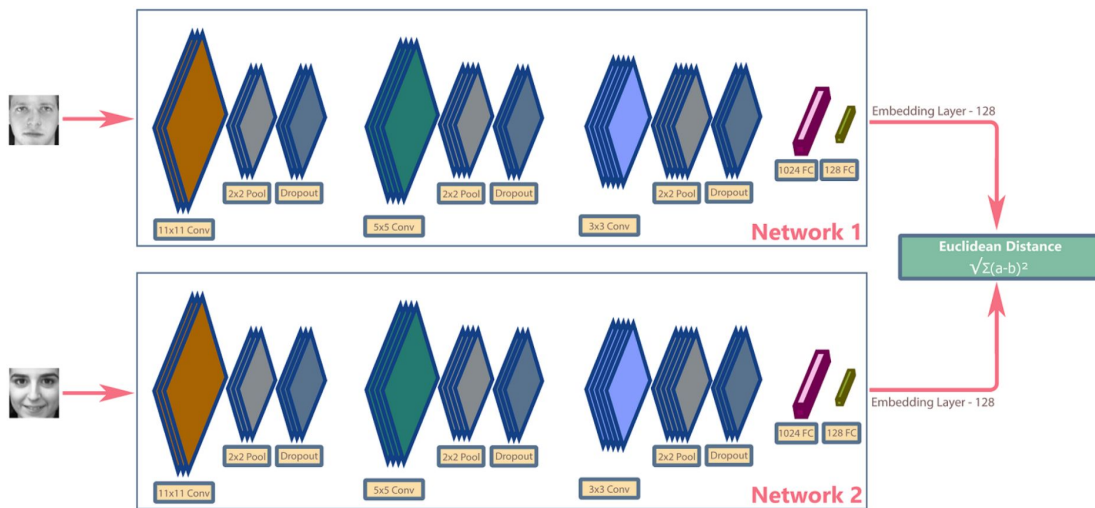 Embedding Layer - 128
1024 FC 128 FC
2x2 Pool Dropout 2x2 Pool Dropout 2x2 Pool Dropout
11x11 Conv 5x5 Conv 3x3 Conv
Network 1
Euclidean Distance
√Σ(a-b)²
Embedding Layer - 128
1024 FC 128 FC
2x2 Pool Dropout 2x2 Pool Dropout 2x2 Pool Dropout
11x11 Conv 5x5 Conv 3x3 Conv
Network 2